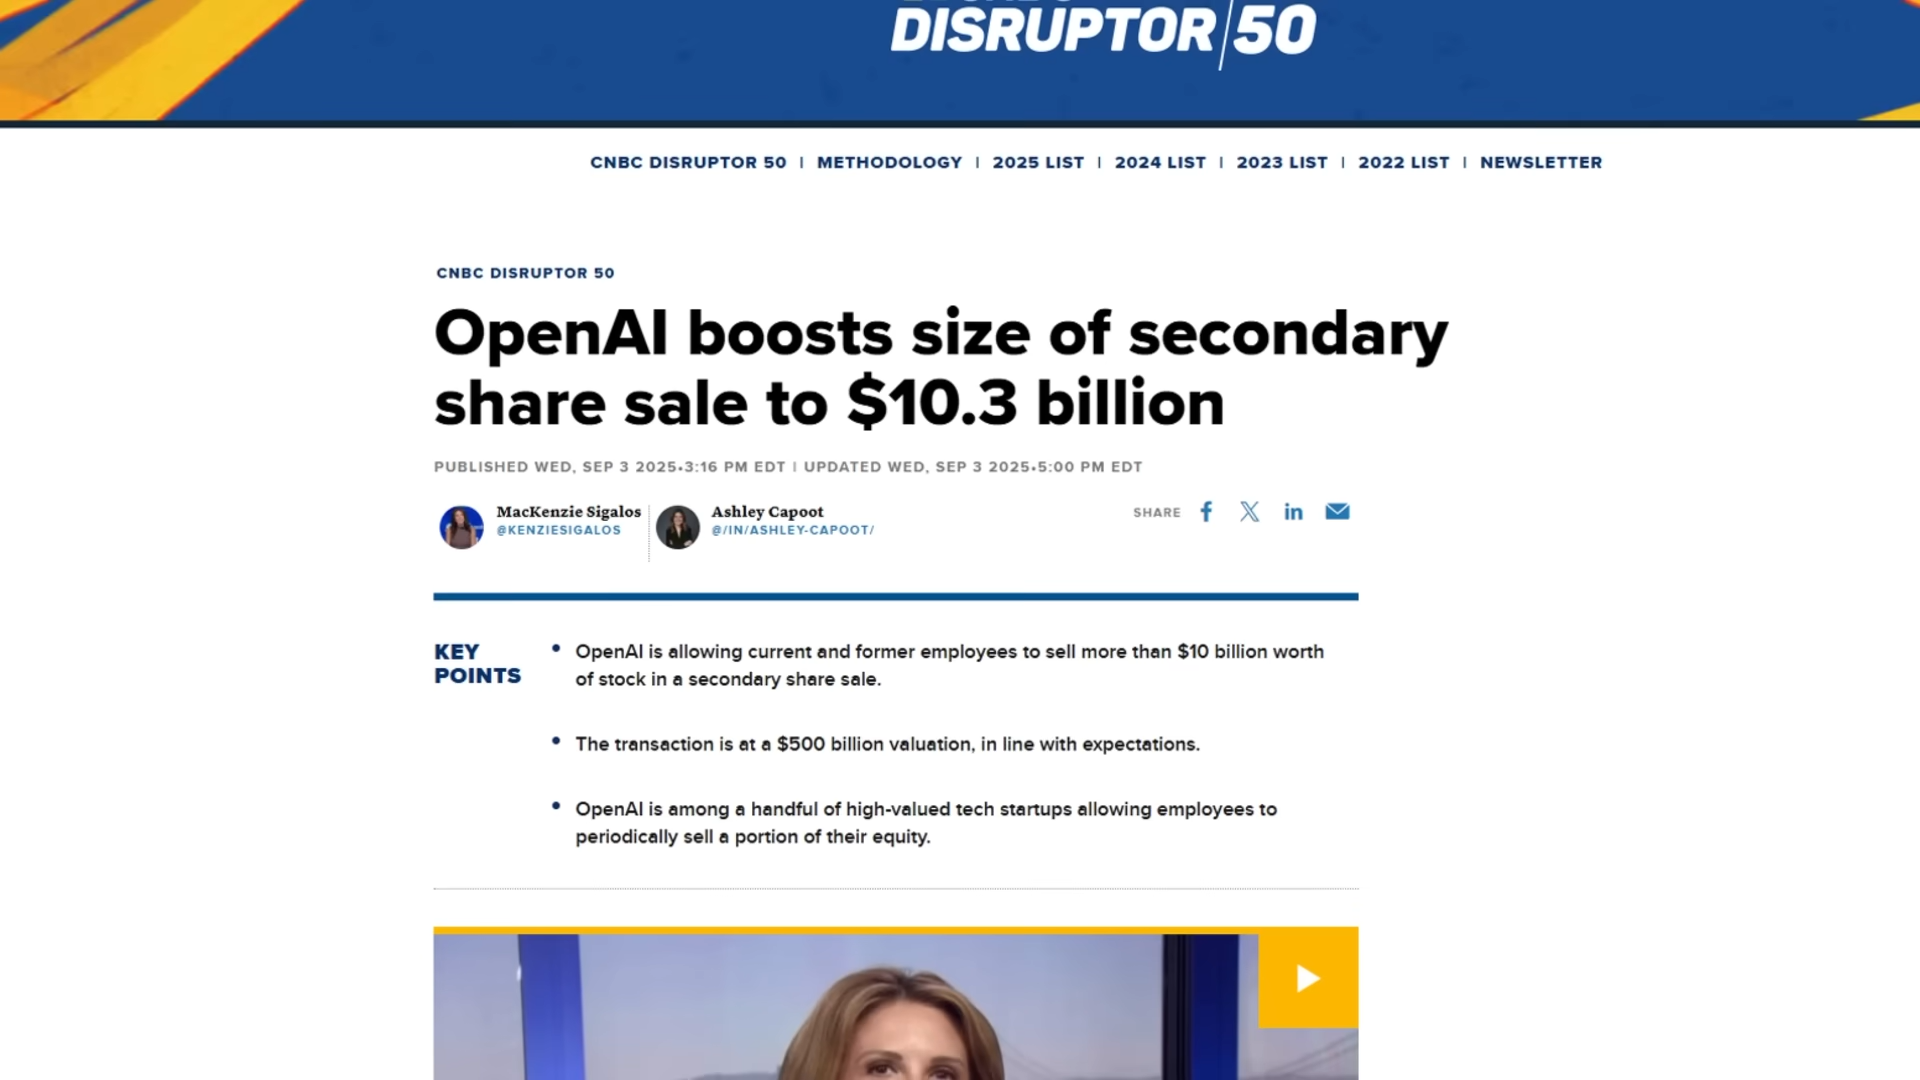 DISRUPTOR/50
CNBC DISRUPTOR 50 | METHODOLOGY | 2025 LIST | 2024 LIST | 2023 LIST | 2022 LIST | NEWSLETTER
CNBC DISRUPTOR 50
OpenAI boosts size of secondary
share sale to $10.3 billion
PUBLISHED WED, SEP 3 2025•3:16 PM EDT | UPDATED WED, SEP 3 2025•5:00 PM EDT
MacKenzie Sigalos
@KENZIESIGALOS
Ashley Capoot
@/IN/ASHLEY-CAPOOT/
SHARE
KEY
POINTS
• OpenAI is allowing current and former employees to sell more than $10 billion worth
of stock in a secondary share sale.
• The transaction is at a $500 billion valuation, in line with expectations.
• OpenAI is among a handful of high-valued tech startups allowing employees to
periodically sell a portion of their equity.